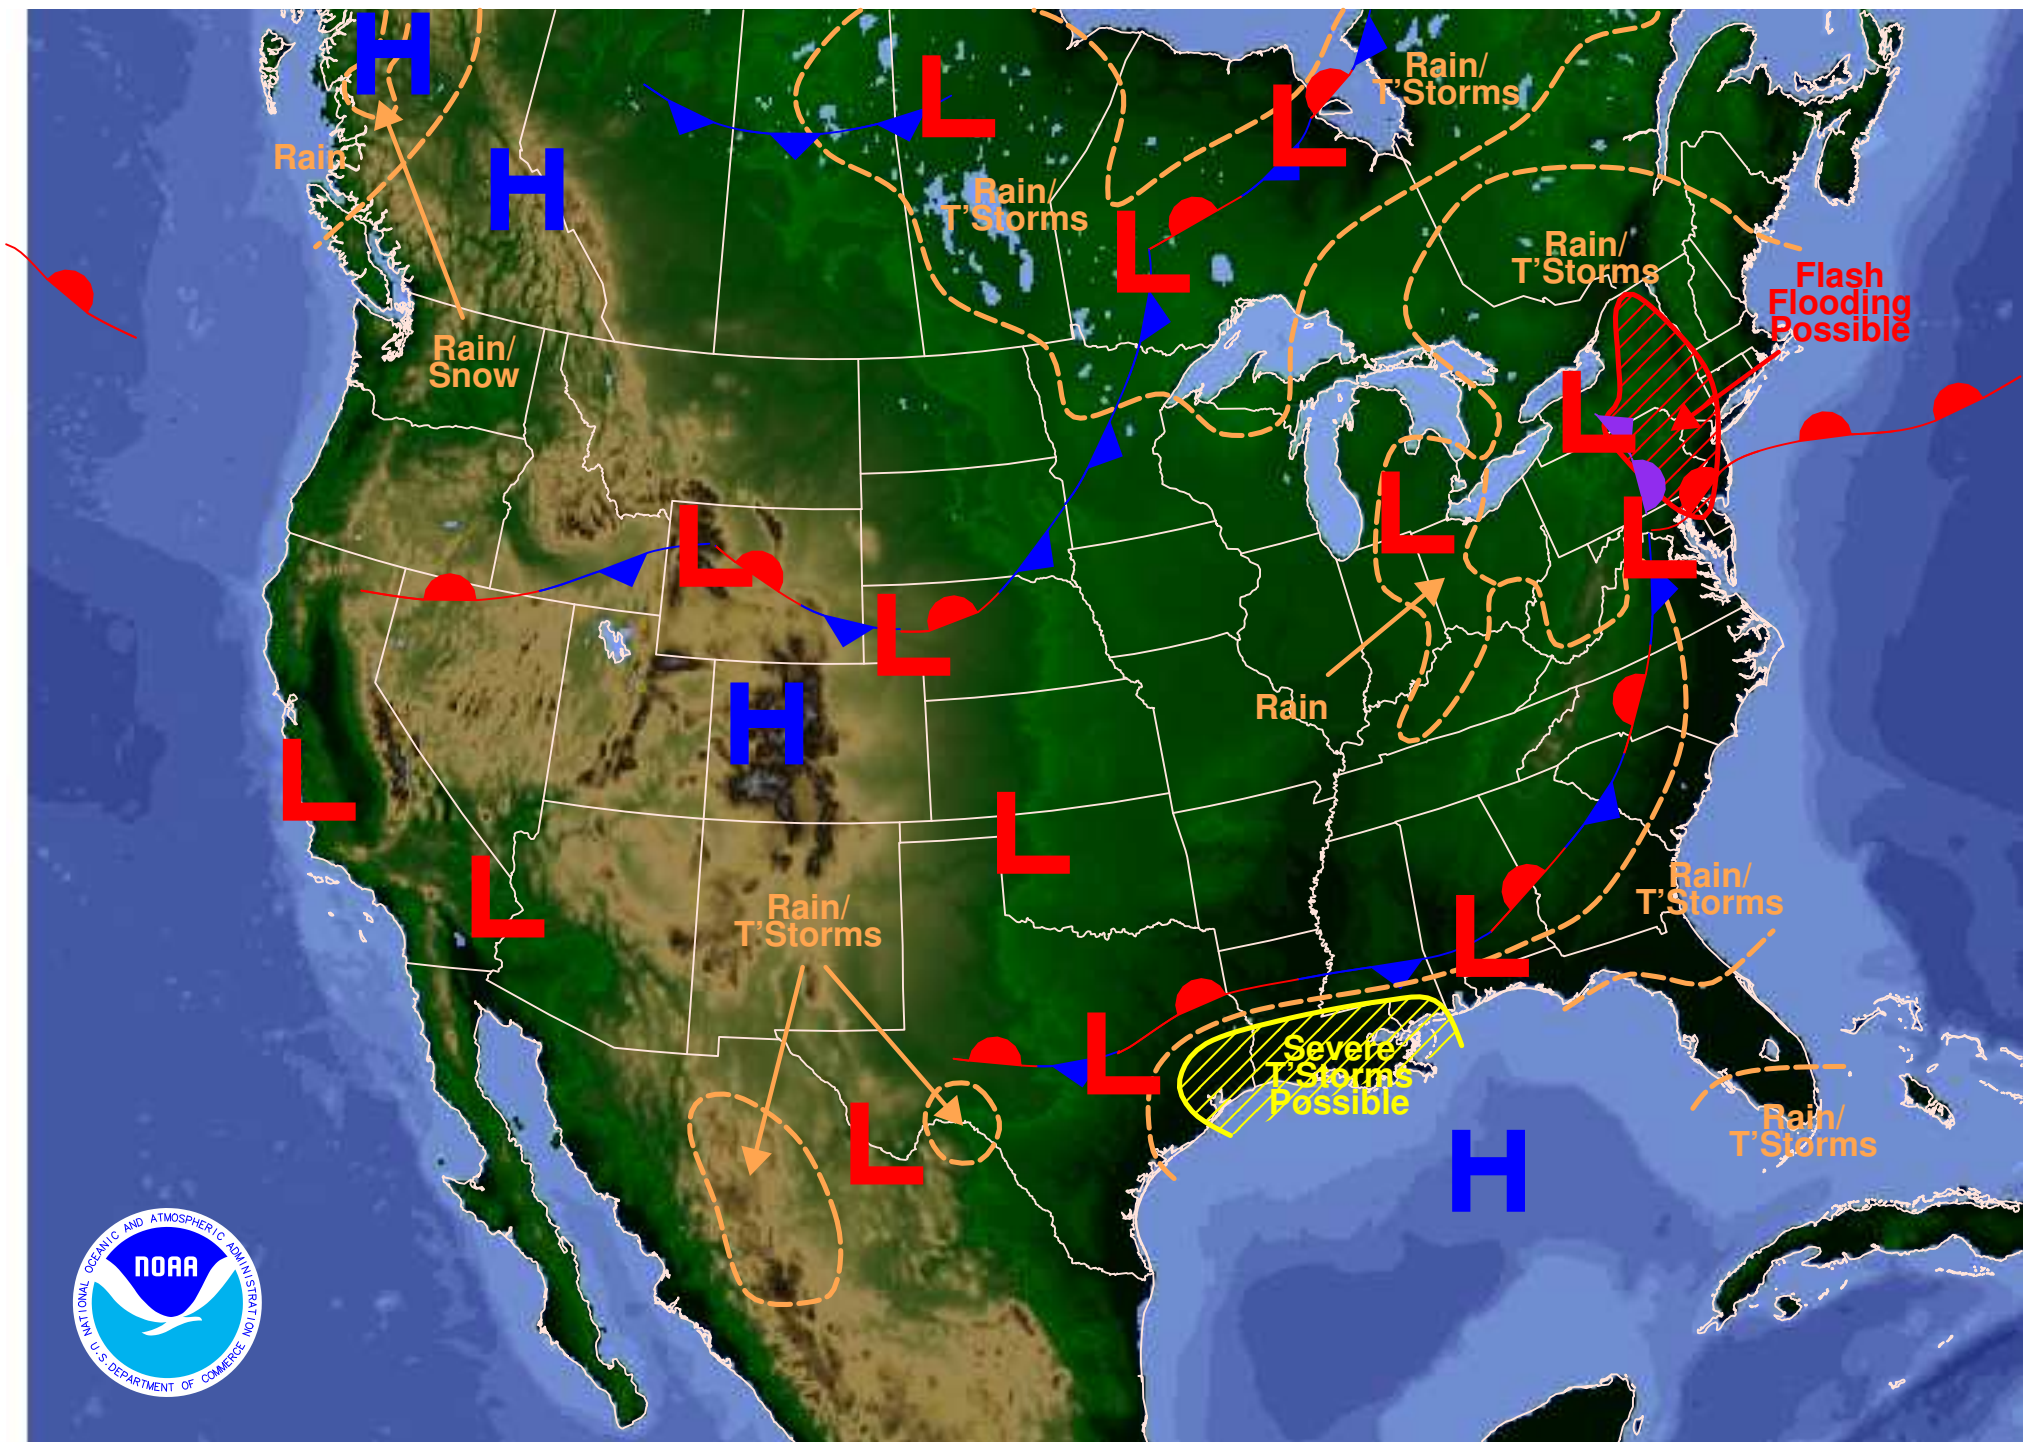 H
L
Rain/
T'Storms
L
Rain
H
Rain/
T'Storms
L
Rain/
T'Storms
Flash
Flooding
Possible
Rain/
Snow
L
L
L
L
L
L
H
Rain
L
L
L
Rain/
T'Storms
Rain/
T'Storms
L
L
Severe
T'Storms
Possible
L
Rain/
T'Storms
H
NOAA
NATIONAL OCEANIC AND ATMOSPHERIC ADMINISTRATION
U.S. DEPARTMENT OF COMMERCE